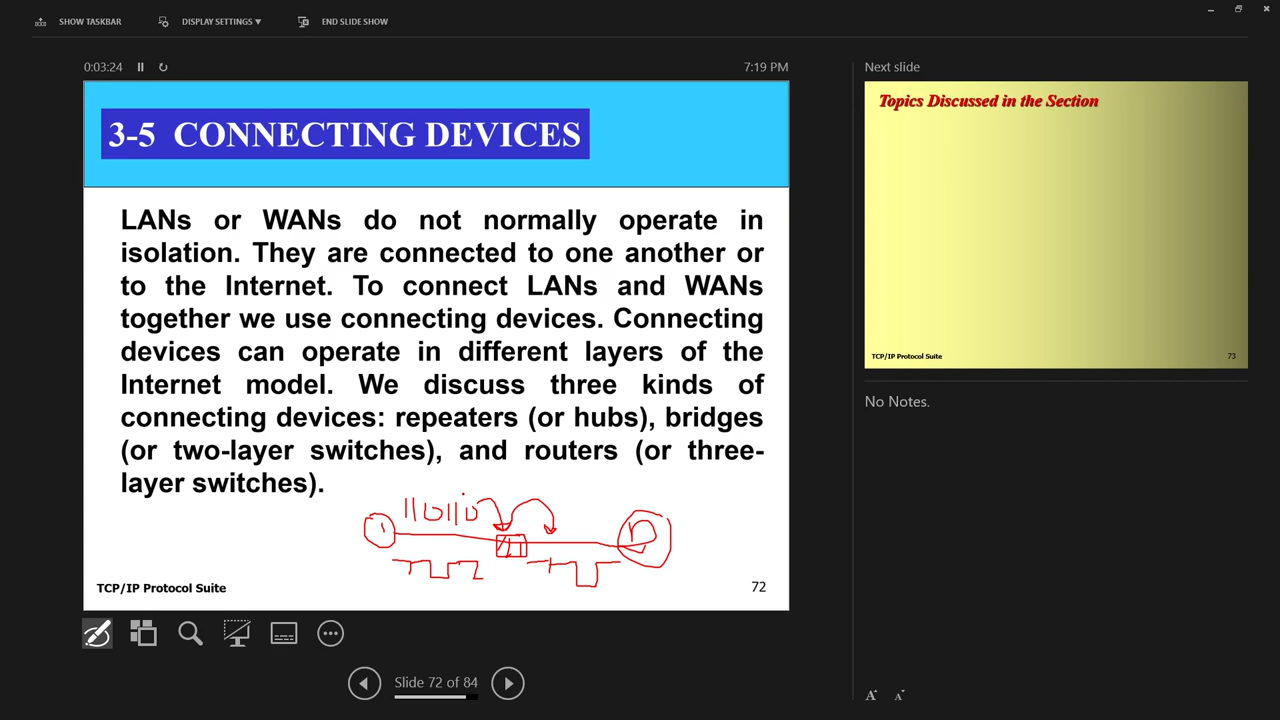 SHOW TASKBAR
DISPLAY SETTINGS ▼
END SLIDE SHOW
0:03:24
7:19 PM
3-5 CONNECTING DEVICES
LANs or WANs do not normally operate in
isolation. They are connected to one another or
to the Internet. To connect LANs and WANs
together we use connecting devices. Connecting
devices can operate in different layers of the
Internet model. We discuss three kinds of
connecting devices: repeaters (or hubs), bridges
(or two-layer switches), and routers (or three-
layer switches).
110110
TCP/IP Protocol Suite
72
Slide 72 of 84
Next slide
Topics Discussed in the Section
TCP/IP Protocol Suite
73
No Notes.
A A